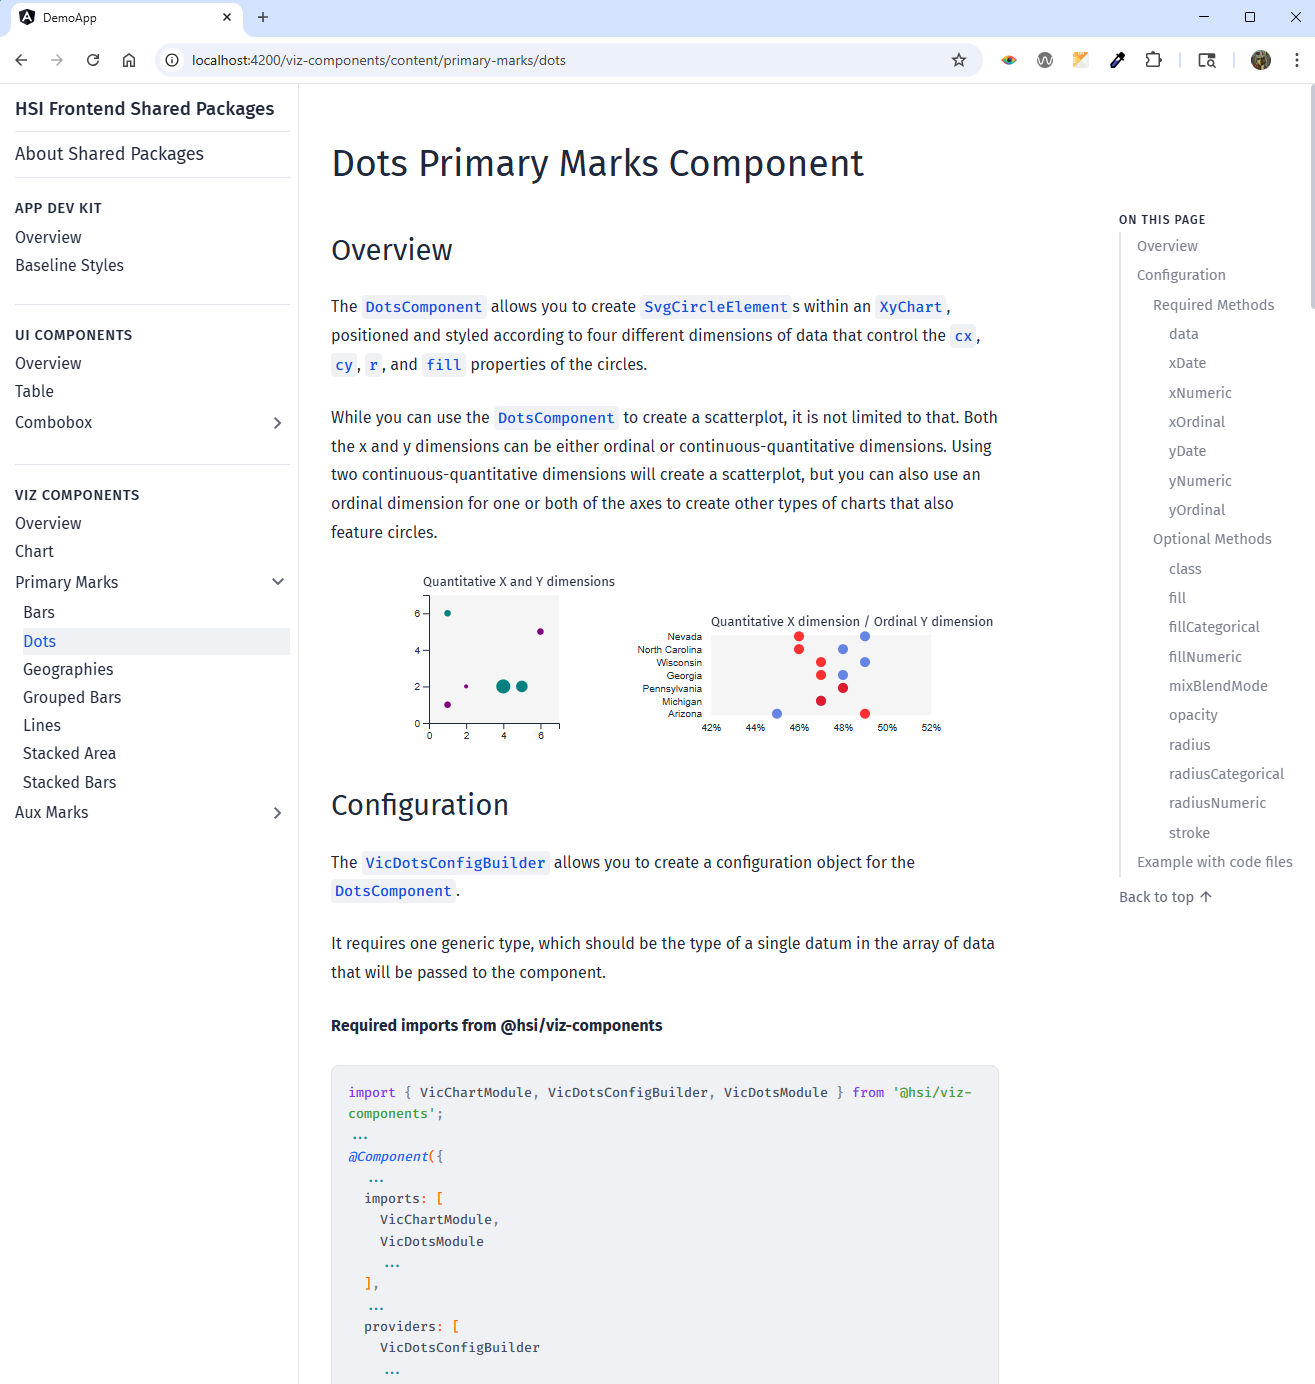 DemoApp
localhost:4200/viz-components/content/primary-marks/dots
HSI Frontend Shared Packages
About Shared Packages
APP DEV KIT
Overview
Baseline Styles
UI COMPONENTS
Overview
Table
Combobox
VIZ COMPONENTS
Overview
Chart
Primary Marks
Bars
Dots
Geographies
Grouped Bars
Lines
Stacked Area
Stacked Bars
Aux Marks
Dots Primary Marks Component
Overview
The DotsComponent allows you to create SvgCircleElements within an XyChart,
positioned and styled according to four different dimensions of data that control the cx,
cy, r, and fill properties of the circles.
While you can use the DotsComponent to create a scatterplot, it is not limited to that. Both
the x and y dimensions can be either ordinal or continuous-quantitative dimensions. Using
two continuous-quantitative dimensions will create a scatterplot, but you can also use an
ordinal dimension for one or both of the axes to create other types of charts that also
feature circles.
Quantitative X and Y dimensions
6
4
2
0
0 2 4 6
Quantitative X dimension / Ordinal Y dimension
Nevada
North Carolina
Wisconsin
Georgia
Pennsylvania
Michigan
Arizona
42% 44% 46% 48% 50% 52%
Configuration
The VicDotsConfigBuilder allows you to create a configuration object for the
DotsComponent.
It requires one generic type, which should be the type of a single datum in the array of data
that will be passed to the component.
Required imports from @hsi/viz-components
import { VicChartModule, VicDotsConfigBuilder, VicDotsModule } from '@hsi/viz-
components';
...
@Component({
...
imports: [
VicChartModule,
VicDotsModule
...
],
...
providers: [
VicDotsConfigBuilder
...
ON THIS PAGE
Overview
Configuration
Required Methods
data
xDate
xNumeric
xOrdinal
yDate
yNumeric
yOrdinal
Optional Methods
class
fill
fillCategorical
fillNumeric
mixBlendMode
opacity
radius
radiusCategorical
radiusNumeric
stroke
Example with code files
Back to top ↑